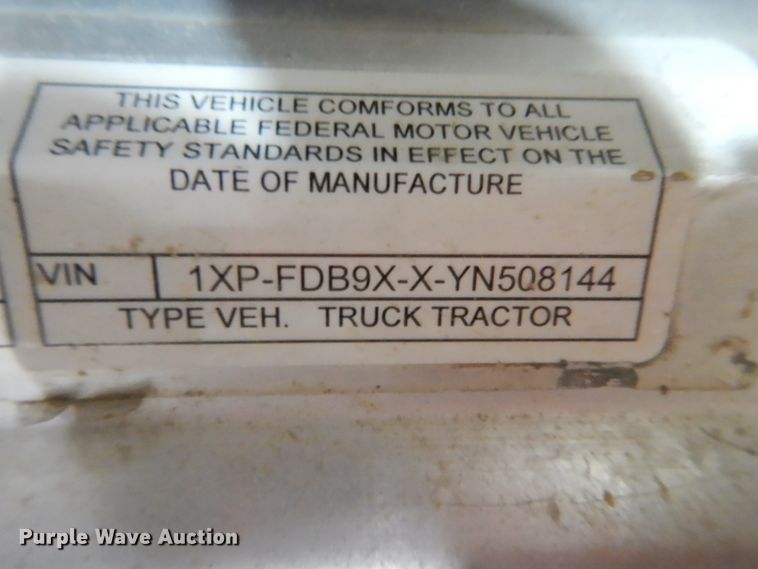 THIS VEHICLE COMFORMS TO ALL
APPLICABLE FEDERAL MOTOR VEHICLE
SAFETY STANDARDS IN EFFECT ON THE
DATE OF MANUFACTURE
VIN 1XP-FDB9X-X-YN508144
TYPE VEH. TRUCK TRACTOR
Purple Wave Auction